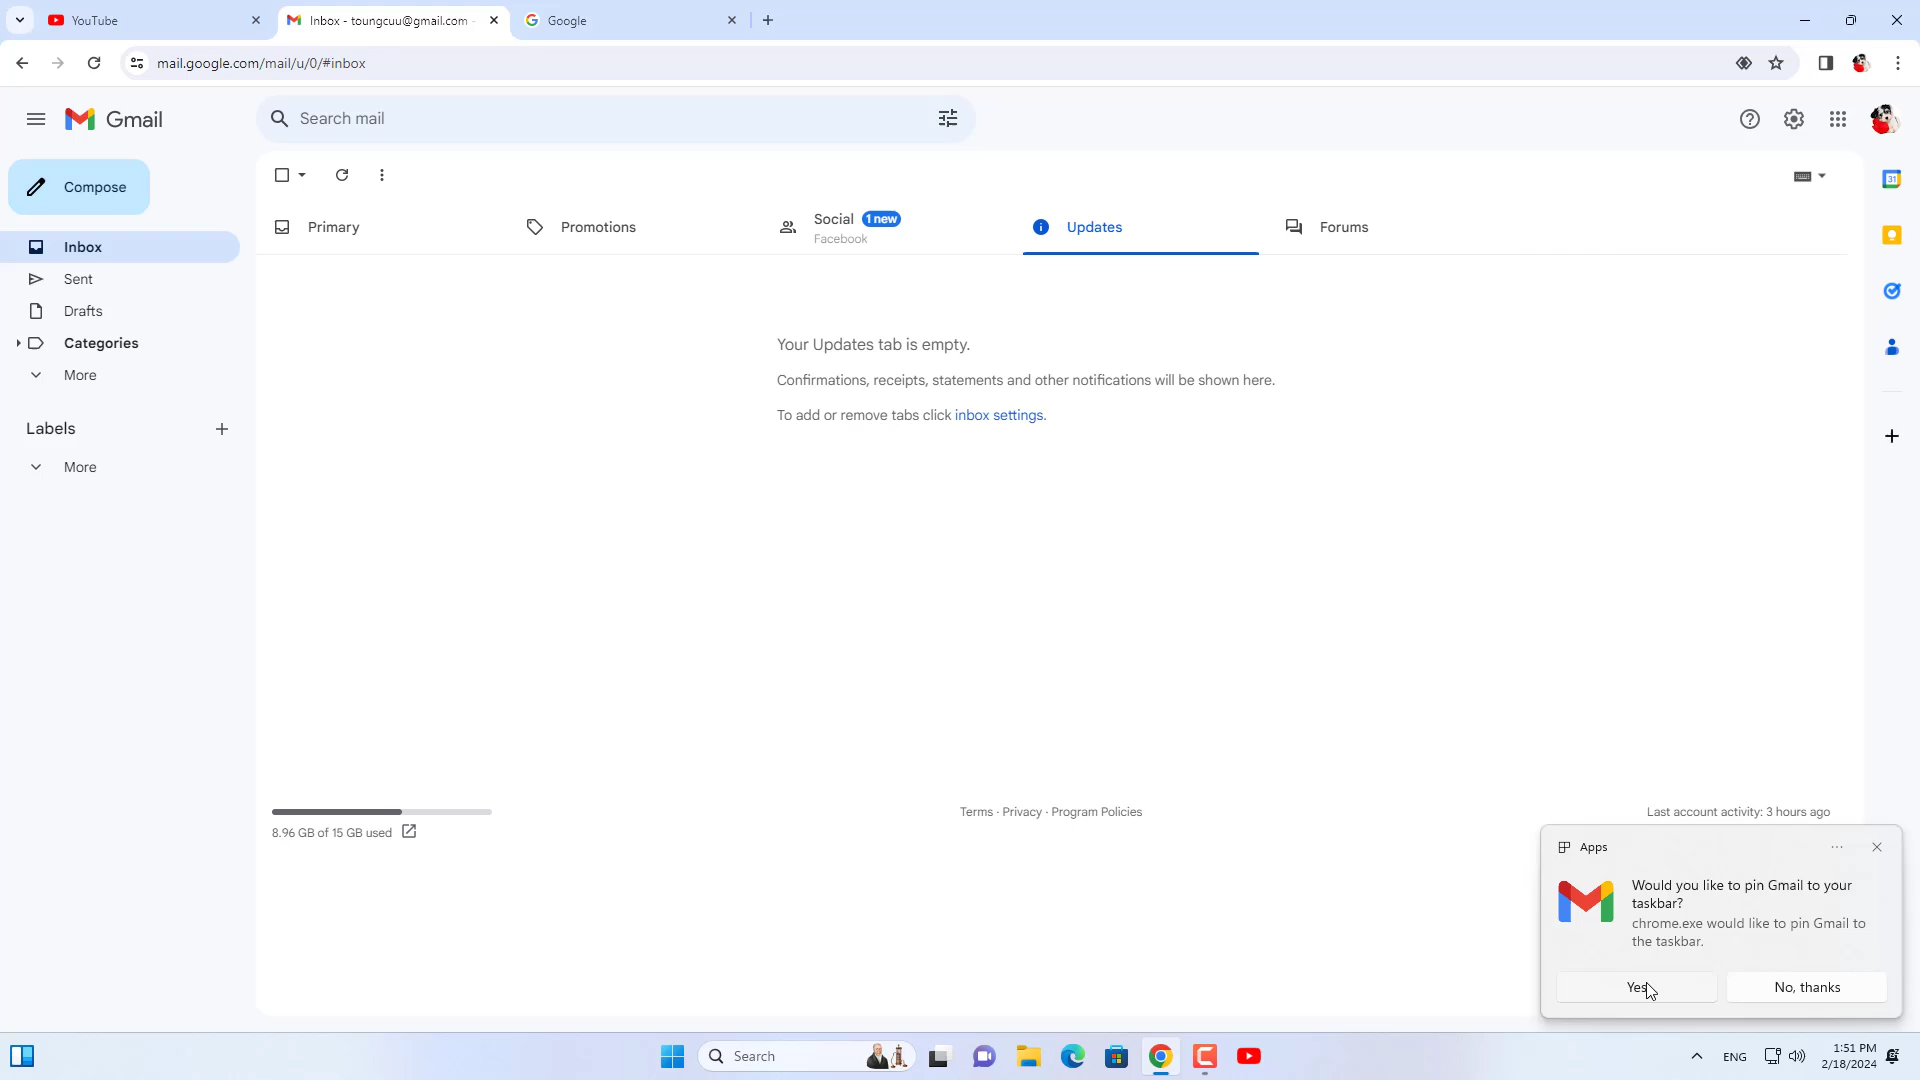 YouTube
Inbox - toungcuu@gmail.com -
Google
mail.google.com/mail/u/0/#inbox
Gmail
Search mail
Compose
Inbox
Sent
Drafts
Categories
More
Labels
More
Primary
Promotions
Social 1 new
Facebook
Updates
Forums
Your Updates tab is empty.
Confirmations, receipts, statements and other notifications will be shown here.
To add or remove tabs click inbox settings.
8.96 GB of 15 GB used
Terms · Privacy · Program Policies
Last account activity: 3 hours ago
Apps
Would you like to pin Gmail to your
taskbar?
chrome.exe would like to pin Gmail to
the taskbar.
Yes
No, thanks
Search
ENG
1:51 PM
2/18/2024
31